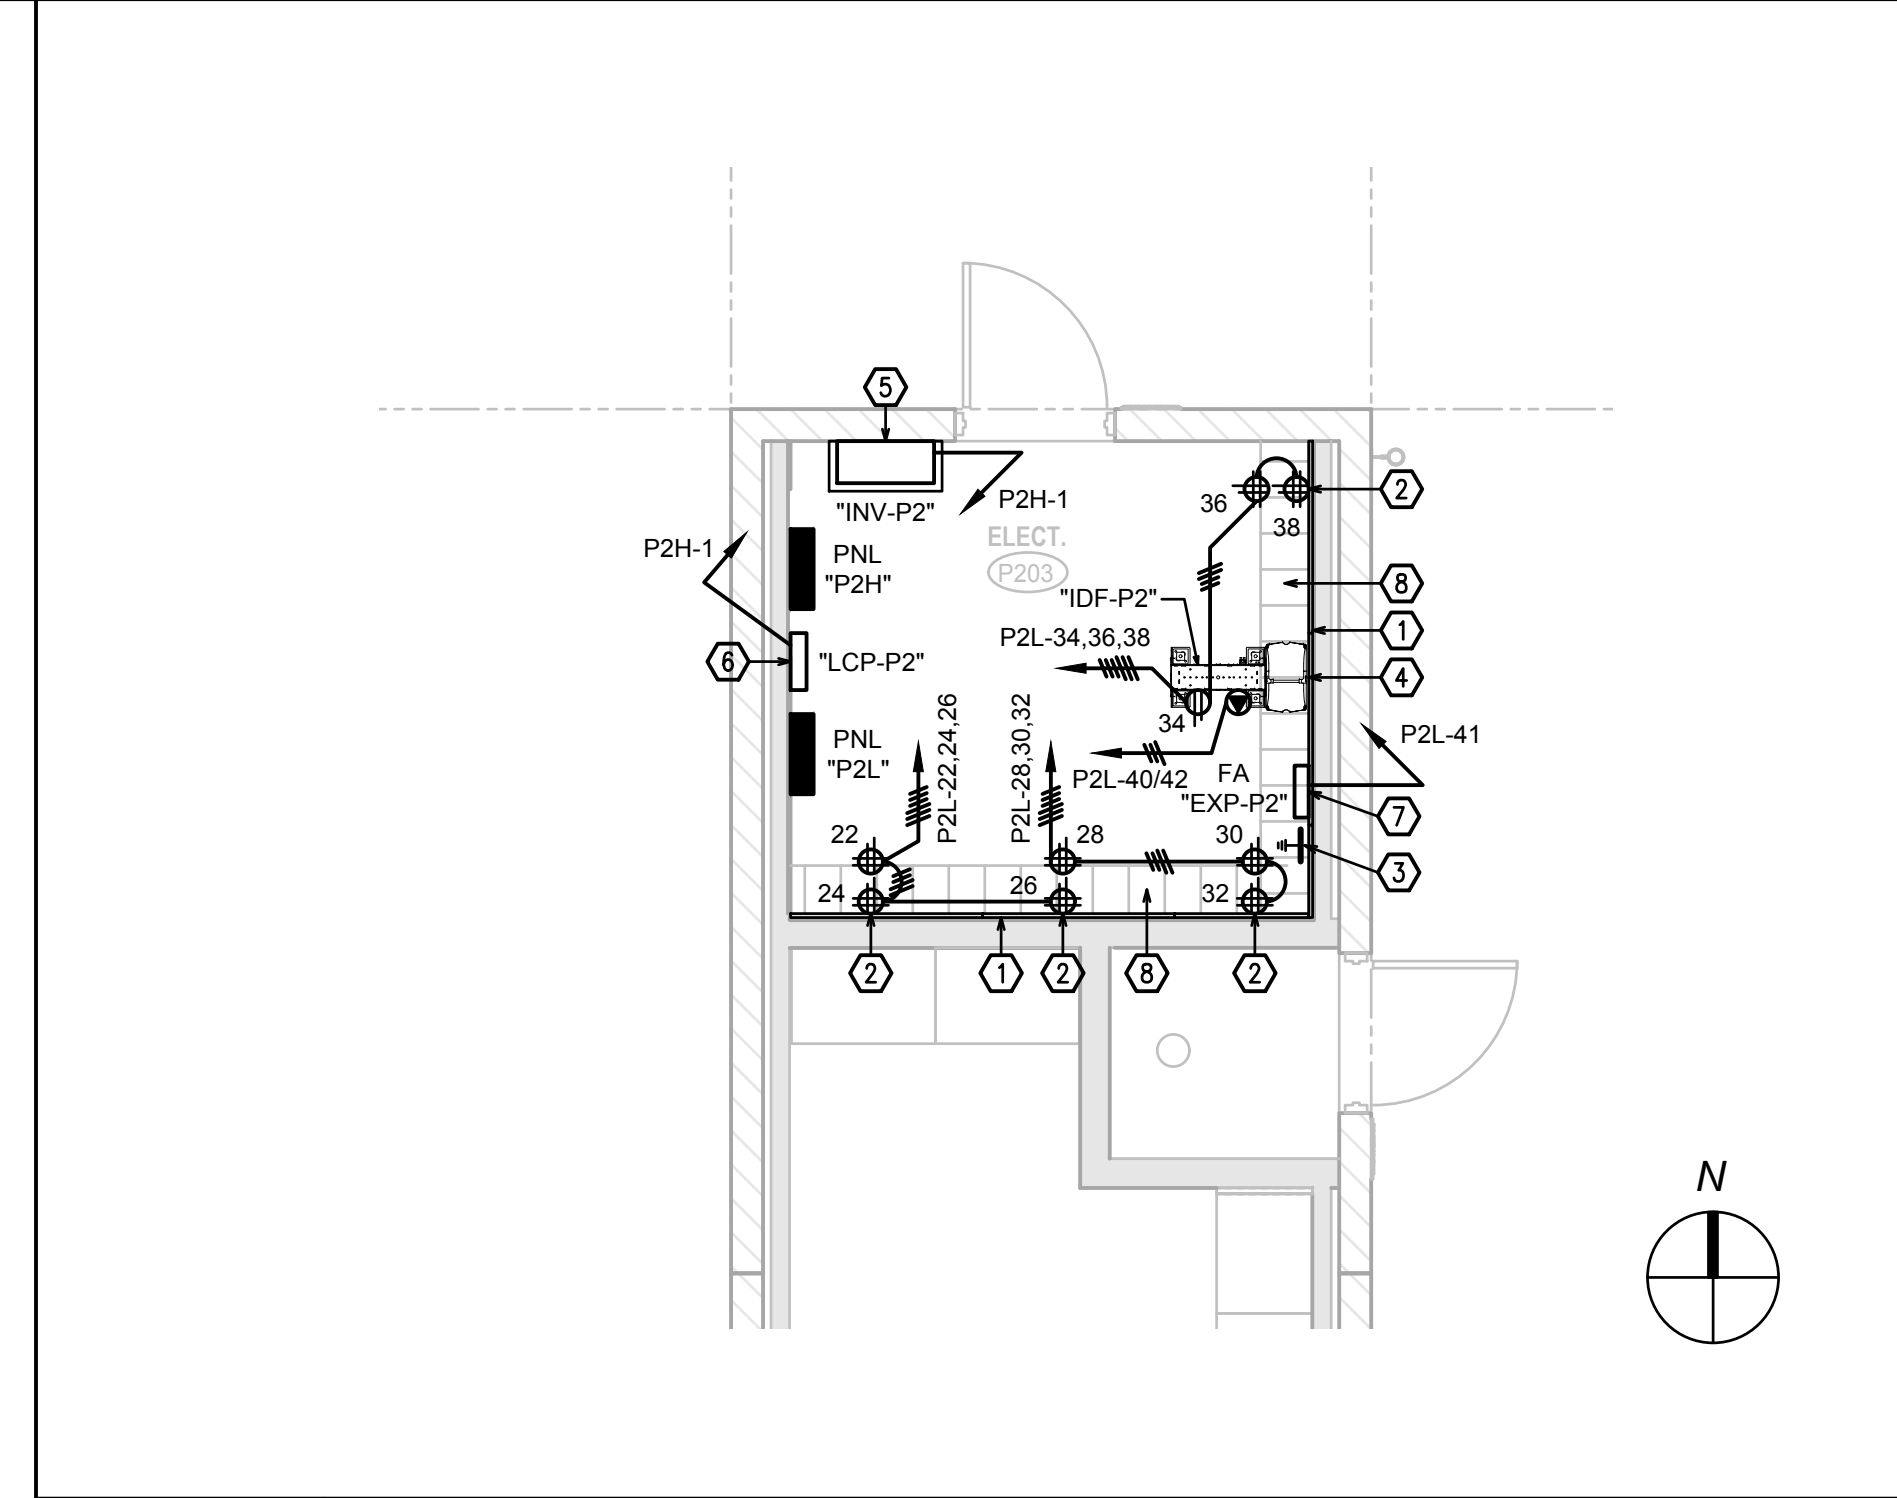 5
"INV-P2"
P2H-1
36
38
2
ELECT.
P203
P2H-1
PNL
"P2H"
8
"IDF-P2"
1
P2L-34,36,38
6
"LCP-P2"
4
34
P2L-22,24,26
P2L-28,30,32
PNL
"P2L"
P2L-41
P2L-40/42
FA
"EXP-P2"
7
22
28
30
3
24
26
32
2
1
2
8
2
N